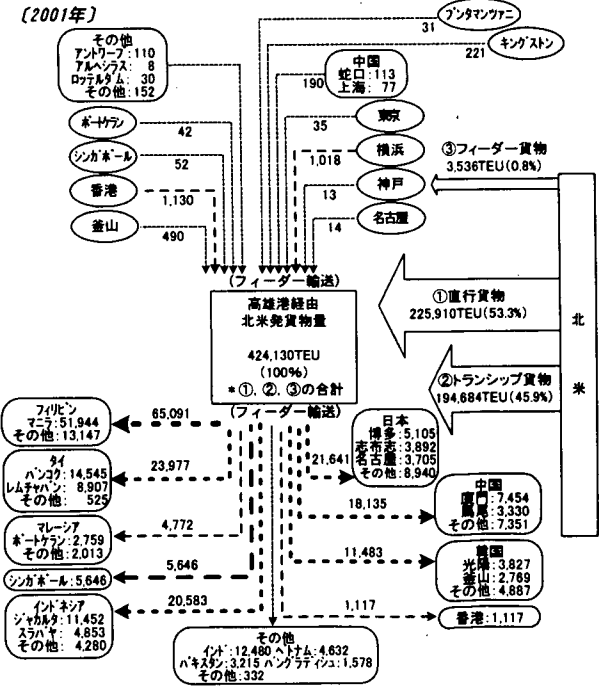 〔2001年〕
その他
アントワープ：110
アルヘシラス： 8
ロッテルダム： 30
その他：152
ポートケラン
42
シンガポール
52
香港
1,130
釜山
490
プンタマンツァニ
31
キングストン
221
中国
蛇口：113
上海： 77
190
東京
35
横浜
1,018
神戸
13
名古屋
14
③フィーダー貨物
3,536TEU(0.8%)
(フィーダー輸送)
高雄港経由
北米発貨物量
424,130TEU
(100%)
*①，②，③の合計
(フィーダー輸送)
①直行貨物
225,910TEU(53.3%)
②トランシップ貨物
194,684TEU(45.9%)
北
米
フィリピン
マニラ：51,944
その他：13,147
65,091
タイ
バンコク：14,545
レムチャバン： 8,907
その他： 525
23,977
マレーシア
ポートケラン：2,759
その他：2,013
4,772
シンガポール：5,646
5,646
インドネシア
ジャカルタ：11,452
スラバヤ： 4,853
その他： 4,280
20,583
日本
博多：5,105
志布志：3,892
名古屋：3,705
その他：8,940
21,641
中国
廈門：7,454
馬尾：3,330
その他：7,351
18,135
韓国
光陽：3,827
釜山：2,769
その他：4,887
11,483
香港：1,117
1,117
その他
インド：12,480 ベトナム：4,632
パキスタン：3,215 バングラディシュ：1,578
その他：332